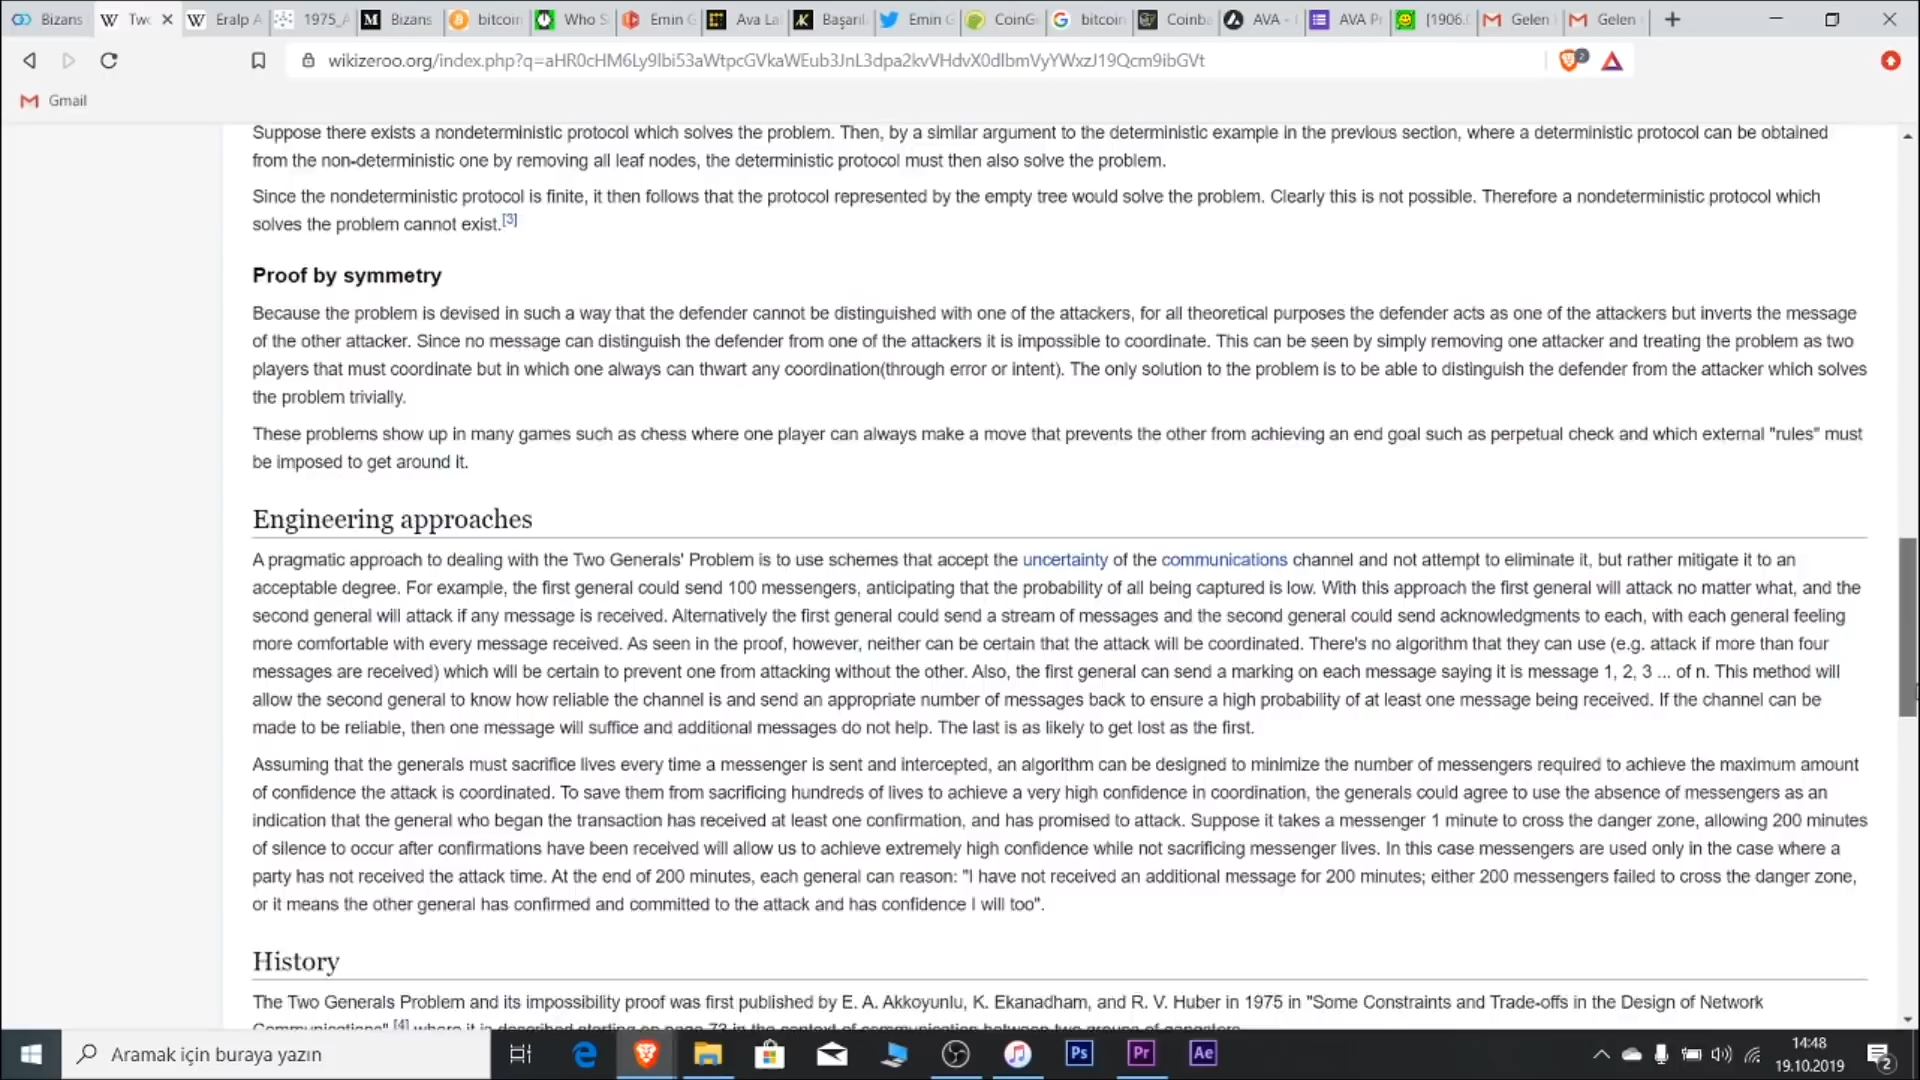 Bizans
Two
Eralp A
1975_A
Bizans
bitcoin
Who S
Emin G
Ava La
Başarıl
Emin G
CoinG
bitcoin
Coinba
AVA -
AVA Pr
[1906.
Gelen
Gelen
wikizeroo.org/index.php?q=aHR0cHM6Ly9lbi53aWtpcGVkaWEub3JnL3dpa2kvVHdvX0dlbmVyYWxzJ19Qcm9ibGVt
2
Gmail
Suppose there exists a nondeterministic protocol which solves the problem. Then, by a similar argument to the deterministic example in the previous section, where a deterministic protocol can be obtained
from the non-deterministic one by removing all leaf nodes, the deterministic protocol must then also solve the problem.
Since the nondeterministic protocol is finite, it then follows that the protocol represented by the empty tree would solve the problem. Clearly this is not possible. Therefore a nondeterministic protocol which
solves the problem cannot exist.[3]
Proof by symmetry
Because the problem is devised in such a way that the defender cannot be distinguished with one of the attackers, for all theoretical purposes the defender acts as one of the attackers but inverts the message
of the other attacker. Since no message can distinguish the defender from one of the attackers it is impossible to coordinate. This can be seen by simply removing one attacker and treating the problem as two
players that must coordinate but in which one always can thwart any coordination(through error or intent). The only solution to the problem is to be able to distinguish the defender from the attacker which solves
the problem trivially.
These problems show up in many games such as chess where one player can always make a move that prevents the other from achieving an end goal such as perpetual check and which external "rules" must
be imposed to get around it.
Engineering approaches
A pragmatic approach to dealing with the Two Generals' Problem is to use schemes that accept the uncertainty of the communications channel and not attempt to eliminate it, but rather mitigate it to an
acceptable degree. For example, the first general could send 100 messengers, anticipating that the probability of all being captured is low. With this approach the first general will attack no matter what, and the
second general will attack if any message is received. Alternatively the first general could send a stream of messages and the second general could send acknowledgments to each, with each general feeling
more comfortable with every message received. As seen in the proof, however, neither can be certain that the attack will be coordinated. There's no algorithm that they can use (e.g. attack if more than four
messages are received) which will be certain to prevent one from attacking without the other. Also, the first general can send a marking on each message saying it is message 1, 2, 3 ... of n. This method will
allow the second general to know how reliable the channel is and send an appropriate number of messages back to ensure a high probability of at least one message being received. If the channel can be
made to be reliable, then one message will suffice and additional messages do not help. The last is as likely to get lost as the first.
Assuming that the generals must sacrifice lives every time a messenger is sent and intercepted, an algorithm can be designed to minimize the number of messengers required to achieve the maximum amount
of confidence the attack is coordinated. To save them from sacrificing hundreds of lives to achieve a very high confidence in coordination, the generals could agree to use the absence of messengers as an
indication that the general who began the transaction has received at least one confirmation, and has promised to attack. Suppose it takes a messenger 1 minute to cross the danger zone, allowing 200 minutes
of silence to occur after confirmations have been received will allow us to achieve extremely high confidence while not sacrificing messenger lives. In this case messengers are used only in the case where a
party has not received the attack time. At the end of 200 minutes, each general can reason: "I have not received an additional message for 200 minutes; either 200 messengers failed to cross the danger zone,
or it means the other general has confirmed and committed to the attack and has confidence I will too".
History
The Two Generals Problem and its impossibility proof was first published by E. A. Akkoyunlu, K. Ekanadham, and R. V. Huber in 1975 in "Some Constraints and Trade-offs in the Design of Network
Communications",[4] where it is described starting on page 73 in the context of communication between two groups of gangsters.
Aramak için buraya yazın
Ps
Pr
Ae
14:48
19.10.2019
2